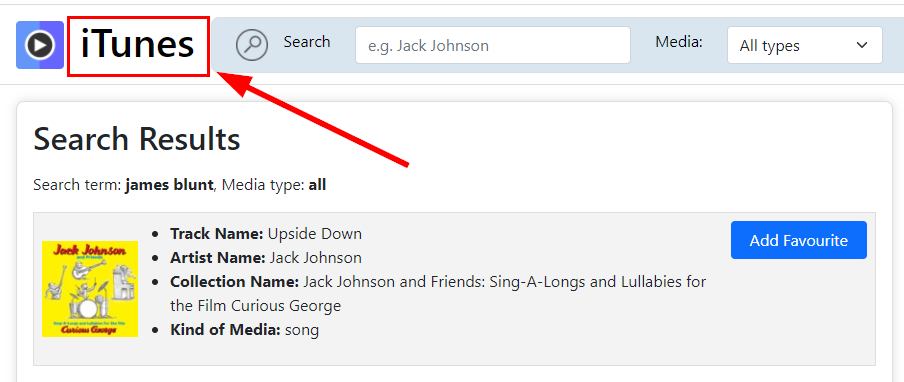 iTunes
Search
e.g. Jack Johnson
Media:
All types
Search Results
Search term: james blunt, Media type: all
Jack Johnson
and Friends
Sing-A-Longs and Lullabies for the film
Curious George
Track Name: Upside Down
Artist Name: Jack Johnson
Collection Name: Jack Johnson and Friends: Sing-A-Longs and Lullabies for
the Film Curious George
Kind of Media: song
Add Favourite